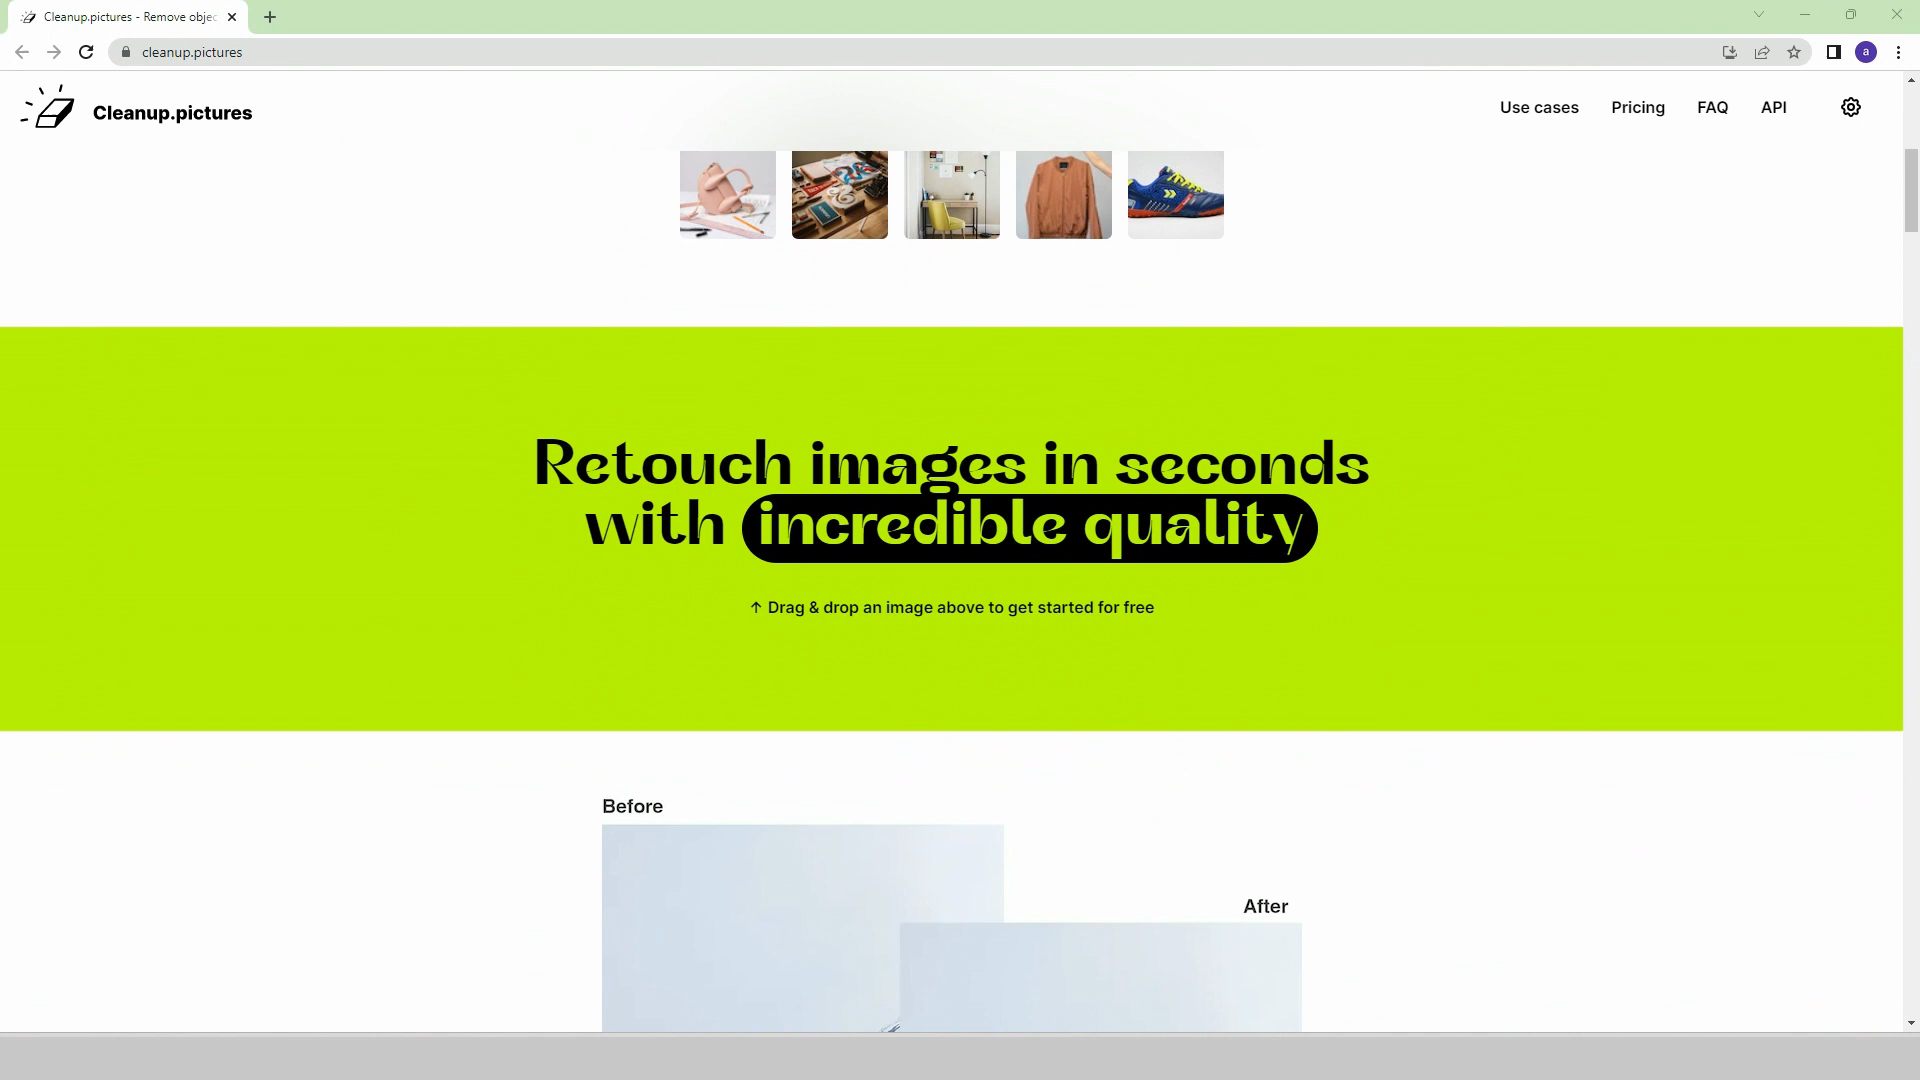 Cleanup.pictures - Remove objec
cleanup.pictures
a
Cleanup.pictures
Use cases
Pricing
FAQ
API
Retouch images in seconds
with incredible quality
↑ Drag & drop an image above to get started for free
Before
After